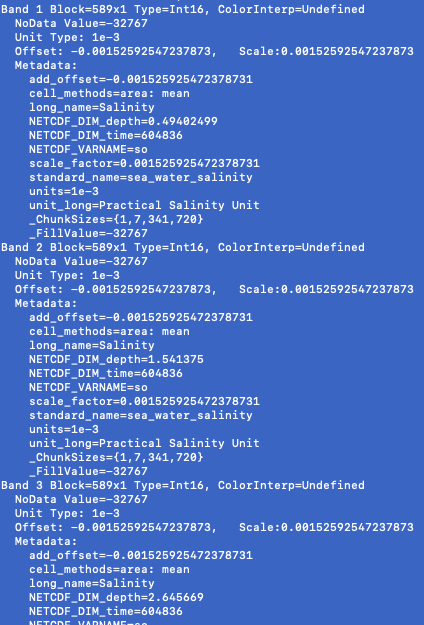 Band 1 Block=589x1 Type=Int16, ColorInterp=Undefined
NoData Value=-32767
Unit Type: 1e-3
Offset: -0.00152592547237873,   Scale:0.00152592547237873
Metadata:
add_offset=-0.001525925472378731
cell_methods=area: mean
long_name=Salinity
NETCDF_DIM_depth=0.49402499
NETCDF_DIM_time=604836
NETCDF_VARNAME=so
scale_factor=0.001525925472378731
standard_name=sea_water_salinity
units=1e-3
unit_long=Practical Salinity Unit
_ChunkSizes={1,7,341,720}
_FillValue=-32767
Band 2 Block=589x1 Type=Int16, ColorInterp=Undefined
NoData Value=-32767
Unit Type: 1e-3
Offset: -0.00152592547237873,   Scale:0.00152592547237873
Metadata:
add_offset=-0.001525925472378731
cell_methods=area: mean
long_name=Salinity
NETCDF_DIM_depth=1.541375
NETCDF_DIM_time=604836
NETCDF_VARNAME=so
scale_factor=0.001525925472378731
standard_name=sea_water_salinity
units=1e-3
unit_long=Practical Salinity Unit
_ChunkSizes={1,7,341,720}
_FillValue=-32767
Band 3 Block=589x1 Type=Int16, ColorInterp=Undefined
NoData Value=-32767
Unit Type: 1e-3
Offset: -0.00152592547237873,   Scale:0.00152592547237873
Metadata:
add_offset=-0.001525925472378731
cell_methods=area: mean
long_name=Salinity
NETCDF_DIM_depth=2.645669
NETCDF_DIM_time=604836
NETCDF_VARNAME=so